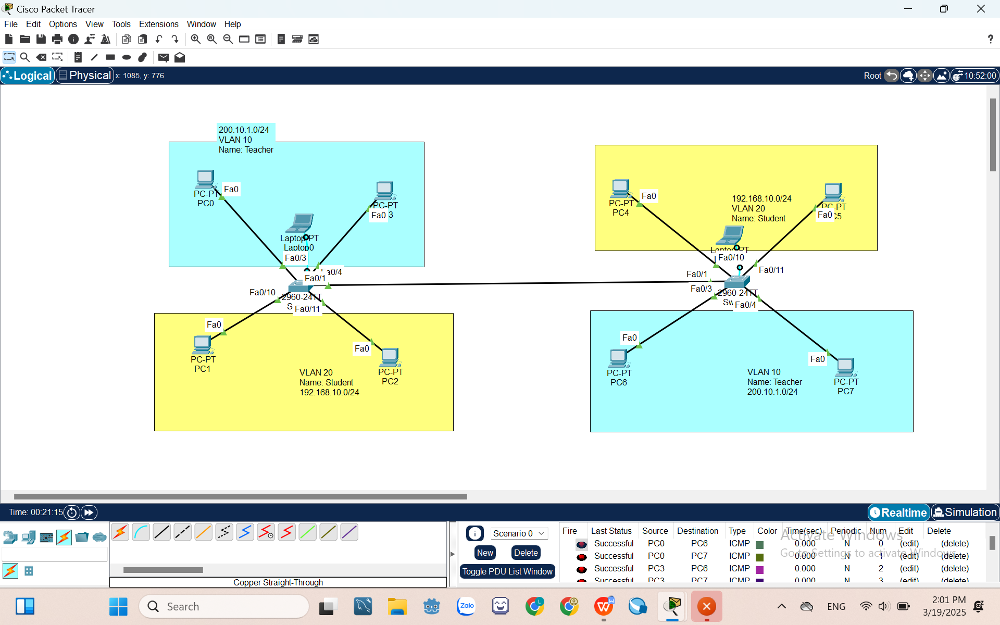 Cisco Packet Tracer
File Edit Options View Tools Extensions Window Help
?
Logical Physical x: 1085, y: 776 Root 10:52:00
200.10.1.0/24
VLAN 10
Name: Teacher
PC-PT
PC0
Fa0
PC-PT
3
Fa0
Laptop-PT
Laptop0
Fa0/3
Fa0/4
Fa0/1
Fa0/10
2960-24TT
S
Fa0/11
Fa0
PC-PT
PC1
Fa0
PC-PT
PC2
VLAN 20
Name: Student
192.168.10.0/24
PC-PT
PC4
Fa0
192.168.10.0/24
VLAN 20
Name: Student
PC-PT
C5
Fa0
Laptop-PT
Fa0/10
Fa0/1
Fa0/11
Fa0/3
2960-24TT
Sw
Fa0/4
Fa0
PC-PT
PC6
Fa0
PC-PT
PC7
VLAN 10
Name: Teacher
200.10.1.0/24
Time: 00:21:15 Realtime Simulation
Scenario 0
New Delete
Toggle PDU List Window
Copper Straight-Through
Fire Last Status Source Destination Type Color Time(sec) Periodic Num Edit Delete
Successful PC0 PC6 ICMP 0.000 N 0 (edit) (delete)
Successful PC0 PC7 ICMP 0.000 N 1 (edit) (delete)
Successful PC3 PC6 ICMP 0.000 N 2 (edit) (delete)
Successful PC3 PC7 ICMP 0.000 N 3 (edit) (delete)
Activate Windows
Go to Settings to activate Windows.
Search
Zalo
ENG
2:01 PM
3/19/2025